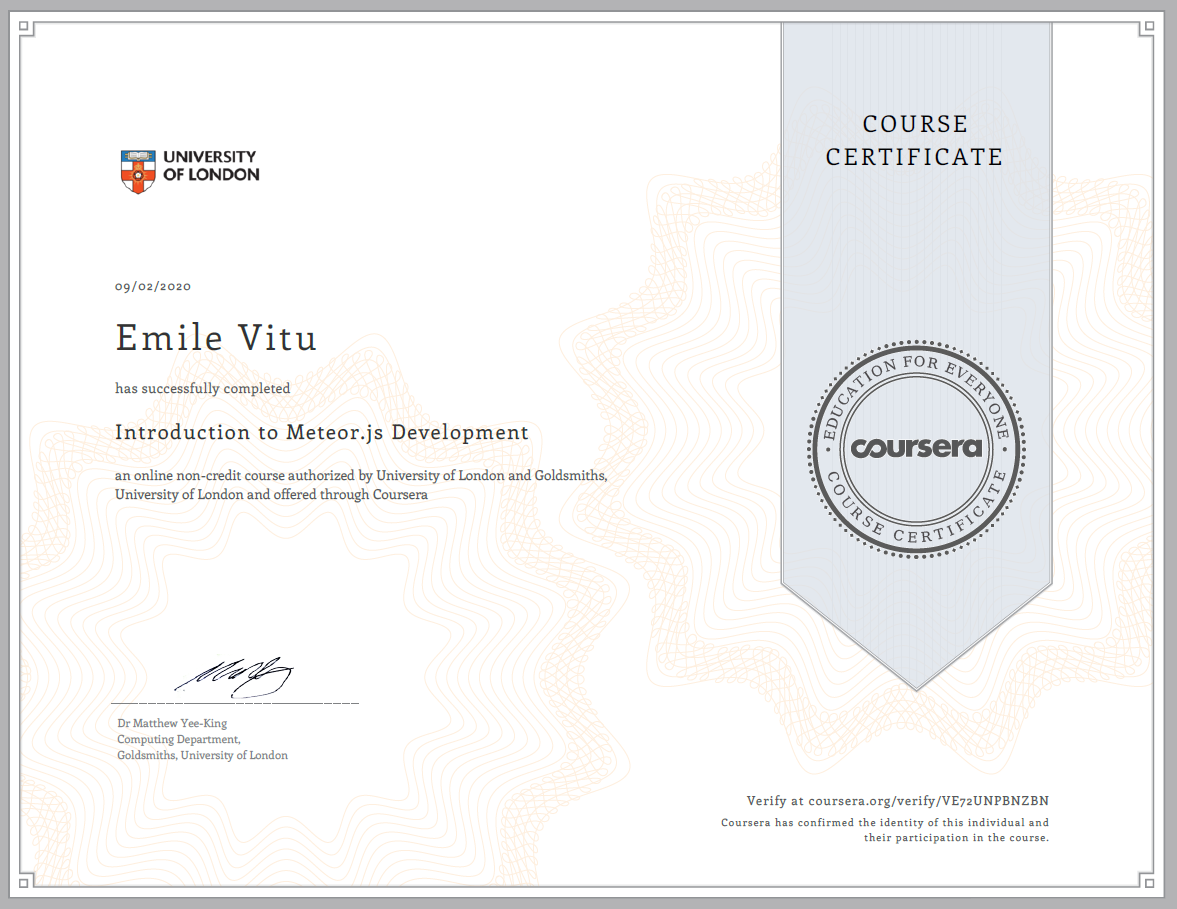 COURSE
CERTIFICATE
UNIVERSITY
OF LONDON
09/02/2020
Emile Vitu
has successfully completed
Introduction to Meteor.js Development
an online non-credit course authorized by University of London and Goldsmiths,
University of London and offered through Coursera
EDUCATION FOR EVERYONE
coursera
COURSE CERTIFICATE
Dr Matthew Yee-King
Computing Department,
Goldsmiths, University of London
Verify at coursera.org/verify/VE72UNPBNZBN
Coursera has confirmed the identity of this individual and
their participation in the course.